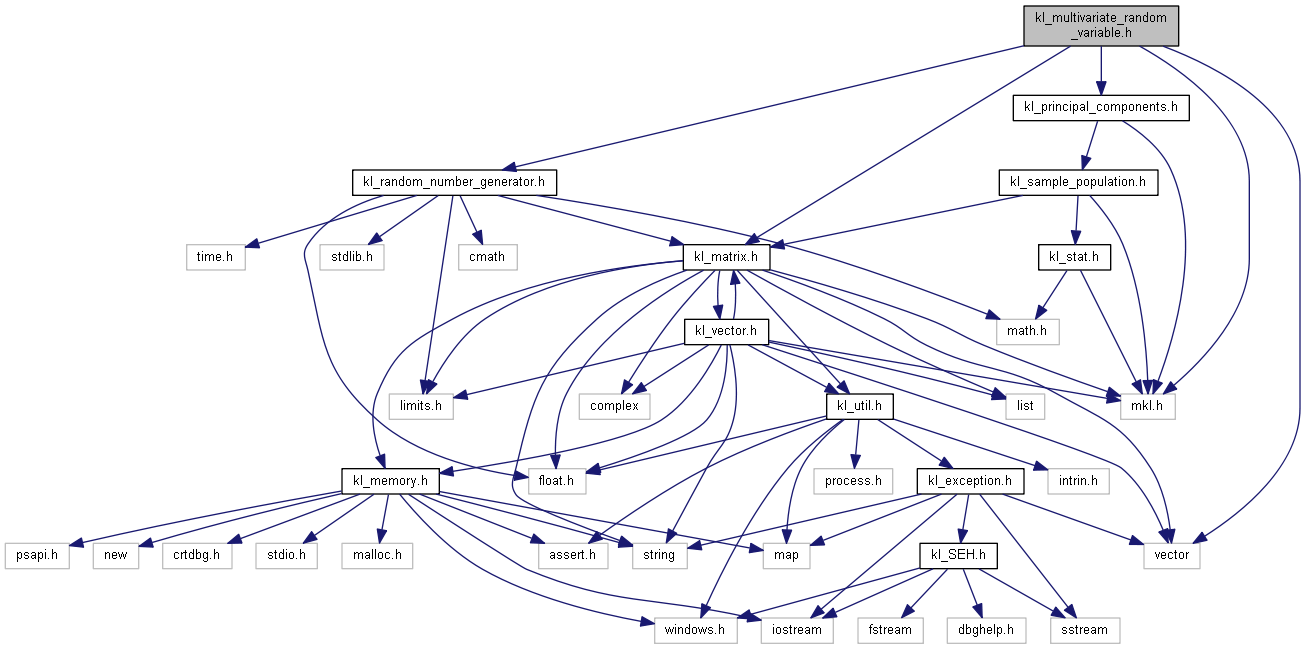 kl_multivariate_random
_variable.h
kl_principal_components.h
kl_random_number_generator.h
kl_sample_population.h
time.h
stdlib.h
cmath
kl_matrix.h
kl_stat.h
kl_vector.h
math.h
limits.h
complex
kl_util.h
list
mkl.h
kl_memory.h
float.h
process.h
kl_exception.h
intrin.h
psapi.h
new
crtdbg.h
stdio.h
malloc.h
assert.h
string
map
kl_SEH.h
vector
windows.h
iostream
fstream
dbghelp.h
sstream